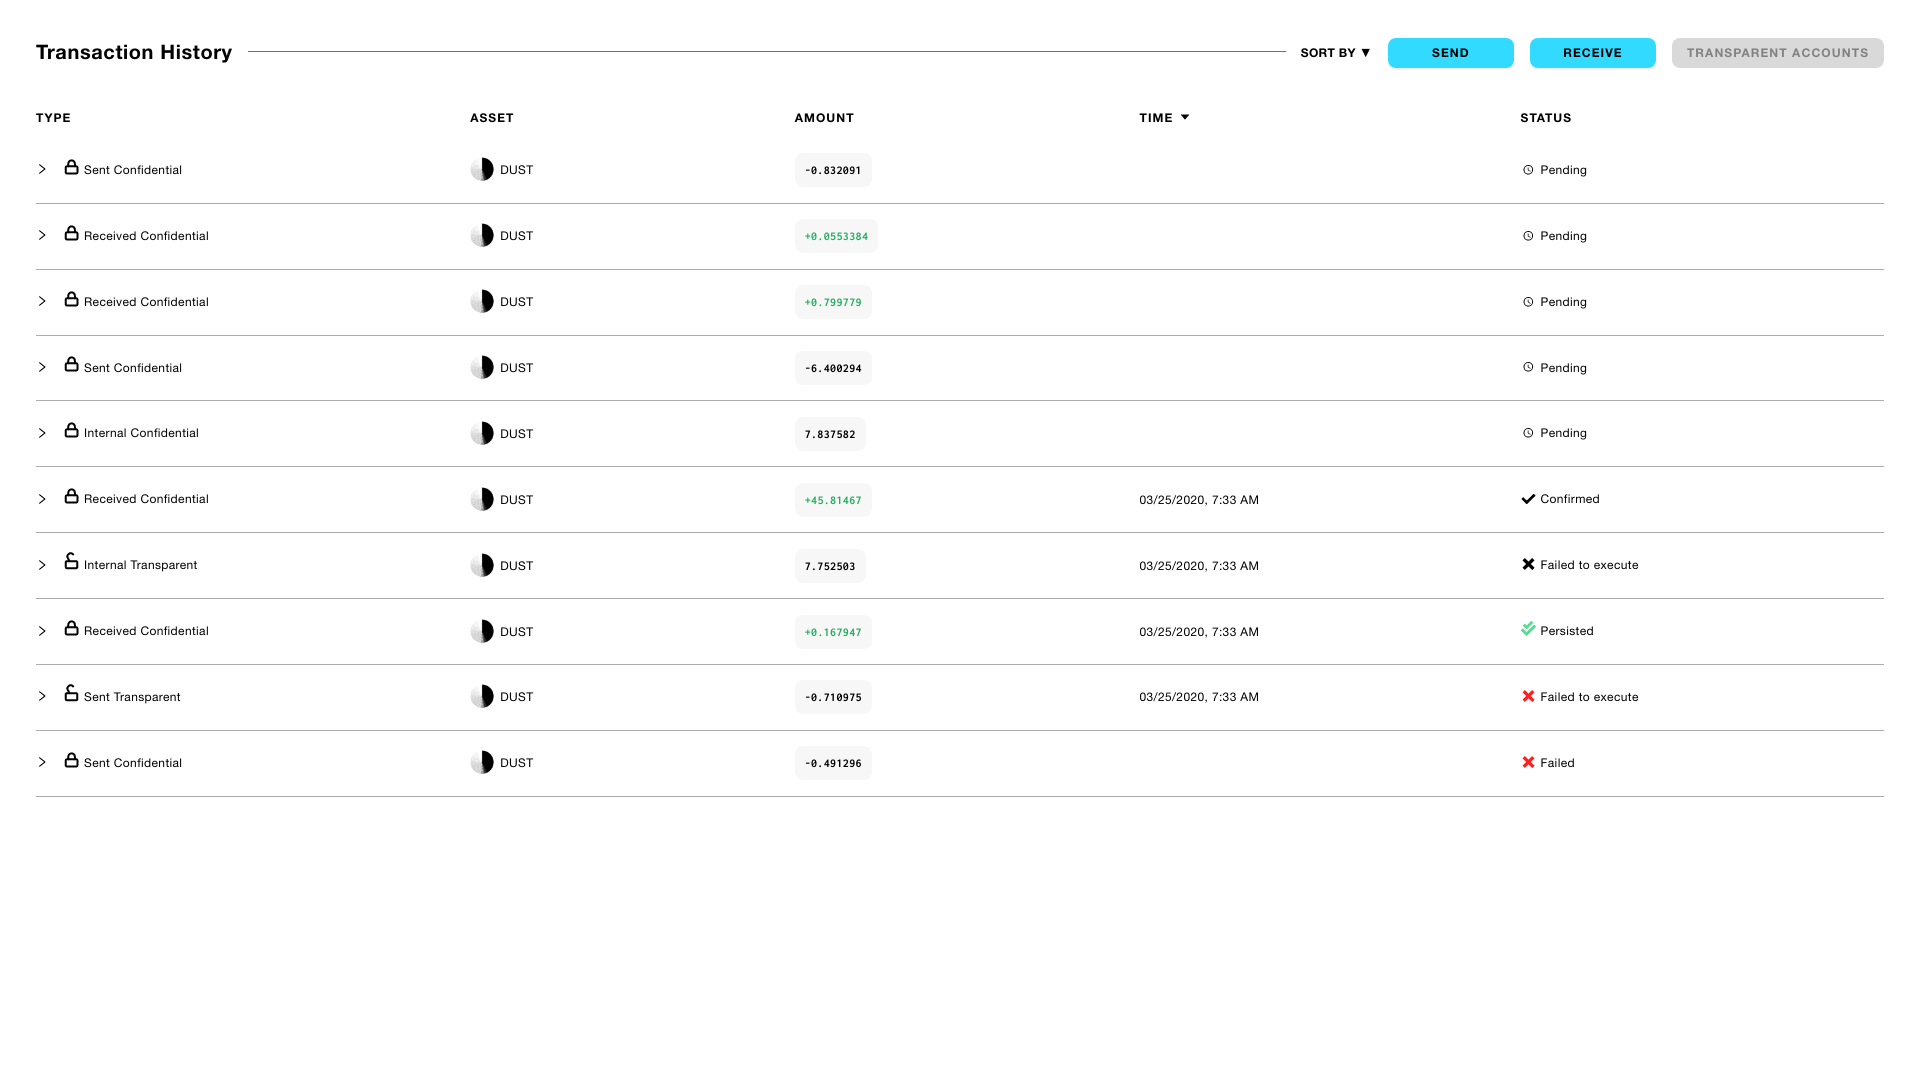 Transaction History SORT BY ▼ SEND RECEIVE TRANSPARENT ACCOUNTS
TYPE ASSET AMOUNT TIME ▼ STATUS
Sent Confidential DUST -0.832091 Pending
Received Confidential DUST +0.0553384 Pending
Received Confidential DUST +0.799779 Pending
Sent Confidential DUST -6.400294 Pending
Internal Confidential DUST 7.837582 Pending
Received Confidential DUST +45.81467 03/25/2020, 7:33 AM Confirmed
Internal Transparent DUST 7.752503 03/25/2020, 7:33 AM Failed to execute
Received Confidential DUST +0.167947 03/25/2020, 7:33 AM Persisted
Sent Transparent DUST -0.710975 03/25/2020, 7:33 AM Failed to execute
Sent Confidential DUST -0.491296 Failed